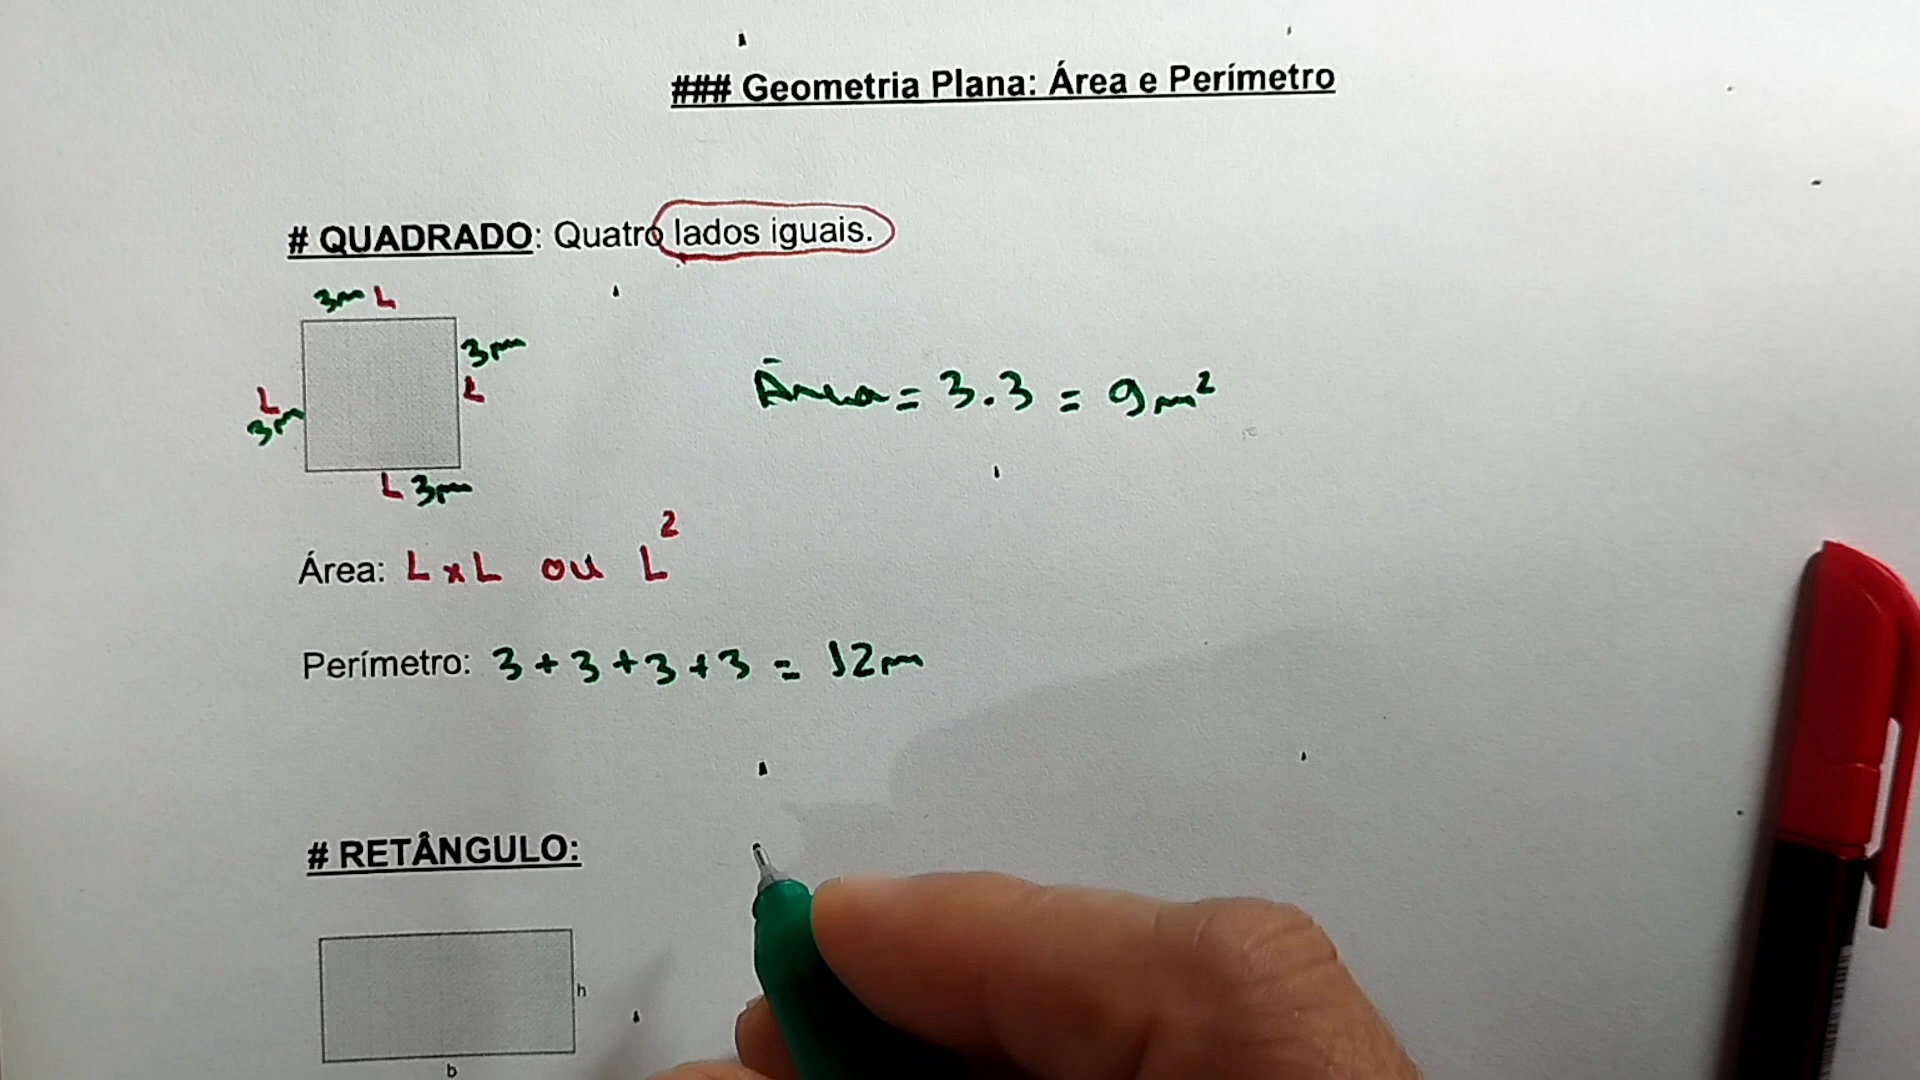 ### Geometria Plana: Área e Perímetro
# QUADRADO: Quatro lados iguais.
3m L
3m
L
L
3m
L 3m
Área = 3.3 = 9m²
Área: L x L ou L²
Perímetro: 3 + 3 + 3 + 3 = 12m
# RETÂNGULO:
h
b